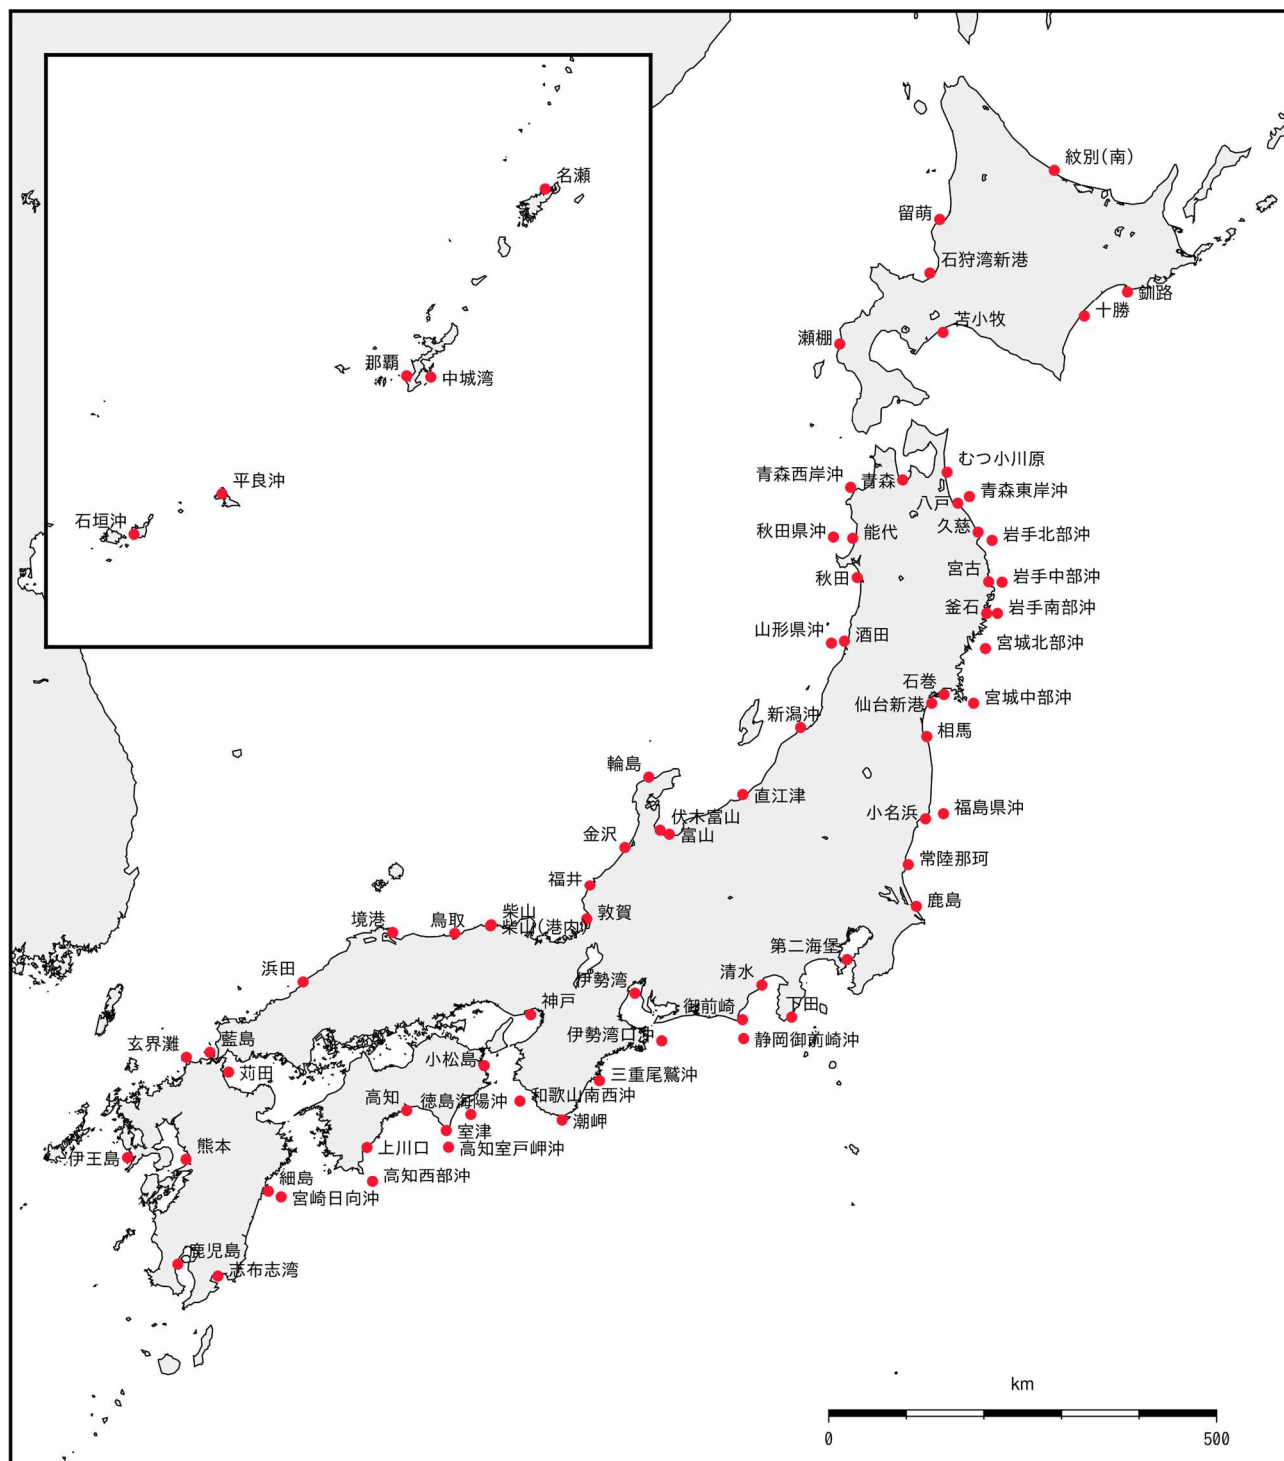 名瀬
那覇
中城湾
平良沖
石垣沖
紋別(南)
留萌
石狩湾新港
釧路
十勝
苫小牧
瀬棚
むつ小川原
青森西岸沖
青森
青森東岸沖
八戸
秋田県沖
能代
久慈
岩手北部沖
秋田
宮古
岩手中部沖
釜石
岩手南部沖
山形県沖
酒田
宮城北部沖
石巻
仙台新港
宮城中部沖
新潟沖
相馬
輪島
直江津
伏木富山
富山
小名浜
福島県沖
金沢
常陸那珂
福井
鹿島
境港
鳥取
柴山
柴山(港内)
敦賀
第二海堡
浜田
伊勢湾
清水
神戸
御前崎
下田
玄界灘
藍島
伊勢湾口沖
静岡御前崎沖
苅田
小松島
三重尾鷲沖
高知
徳島海陽沖
和歌山南西沖
潮岬
室津
伊王島
熊本
上川口
高知室戸岬沖
細島
高知西部沖
宮崎日向沖
鹿児島
志布志湾
km
0
500